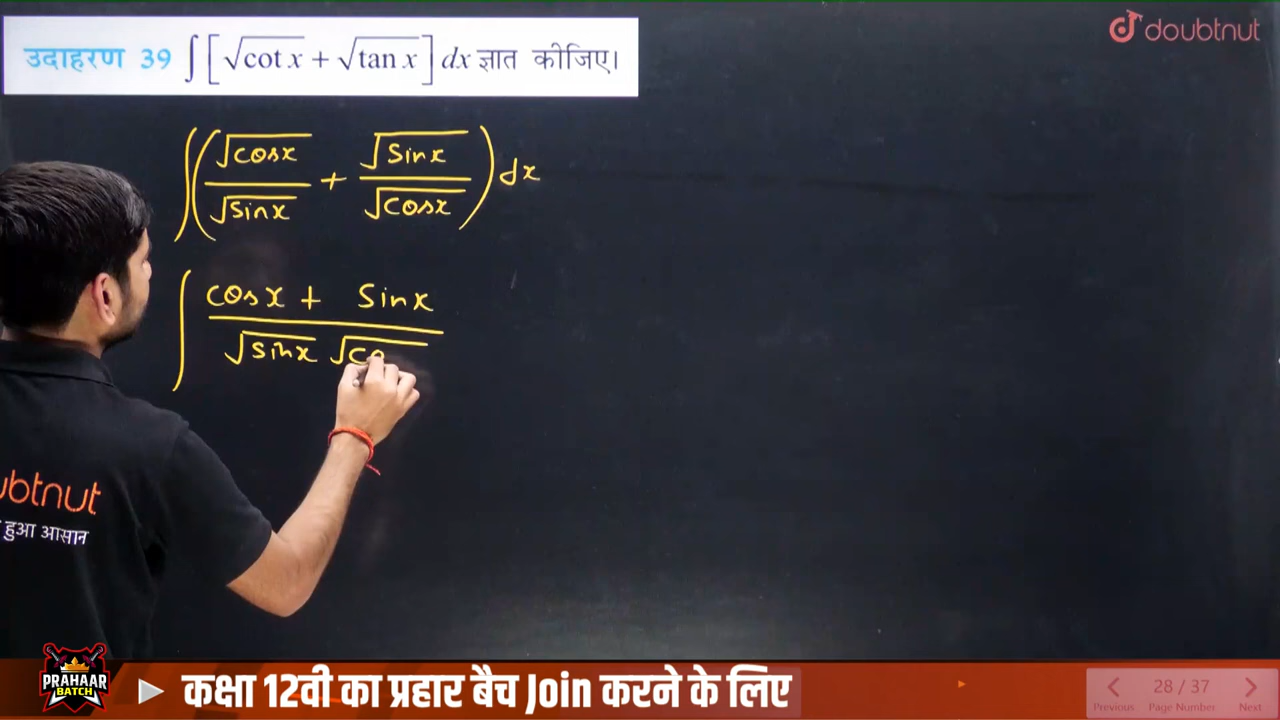 doubtnut
उदाहरण 39 ∫ [ √cot x + √tan x ] dx ज्ञात कीजिए।
∫ ( √cosx / √sinx + √sinx / √cosx ) dx
∫ cosx + sinx / √sinx √co
ubtnut
हुआ आसान
PRAHAAR
BATCH
कक्षा 12वी का प्रहार बैच Join करने के लिए
28 / 37
Previous Page Number Next